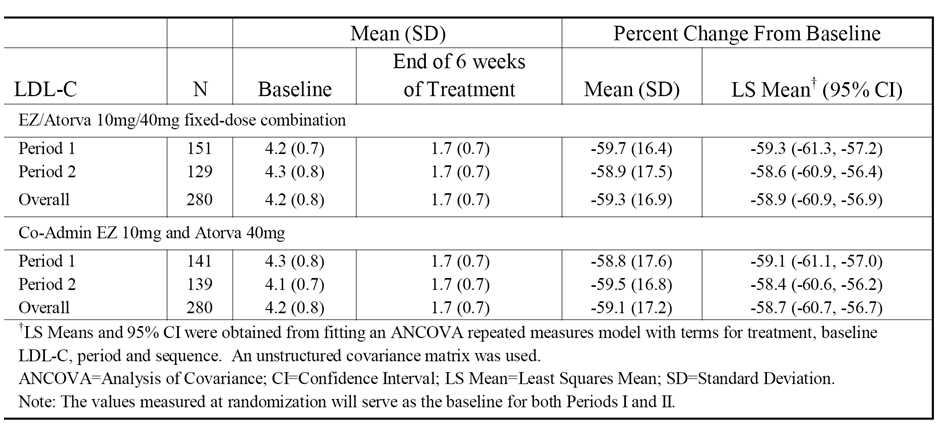 Mean (SD) Percent Change From Baseline
LDL-C N Baseline End of 6 weeks of Treatment Mean (SD) LS Mean† (95% CI)
EZ/Atorva 10mg/40mg fixed-dose combination
Period 1 151 4.2 (0.7) 1.7 (0.7) -59.7 (16.4) -59.3 (-61.3, -57.2)
Period 2 129 4.3 (0.8) 1.7 (0.7) -58.9 (17.5) -58.6 (-60.9, -56.4)
Overall 280 4.2 (0.8) 1.7 (0.7) -59.3 (16.9) -58.9 (-60.9, -56.9)
Co-Admin EZ 10mg and Atorva 40mg
Period 1 141 4.3 (0.8) 1.7 (0.7) -58.8 (17.6) -59.1 (-61.1, -57.0)
Period 2 139 4.1 (0.7) 1.7 (0.7) -59.5 (16.8) -58.4 (-60.6, -56.2)
Overall 280 4.2 (0.8) 1.7 (0.7) -59.1 (17.2) -58.7 (-60.7, -56.7)
†LS Means and 95% CI were obtained from fitting an ANCOVA repeated measures model with terms for treatment, baseline
LDL-C, period and sequence. An unstructured covariance matrix was used.
ANCOVA=Analysis of Covariance; CI=Confidence Interval; LS Mean=Least Squares Mean; SD=Standard Deviation.
Note: The values measured at randomization will serve as the baseline for both Periods I and II.